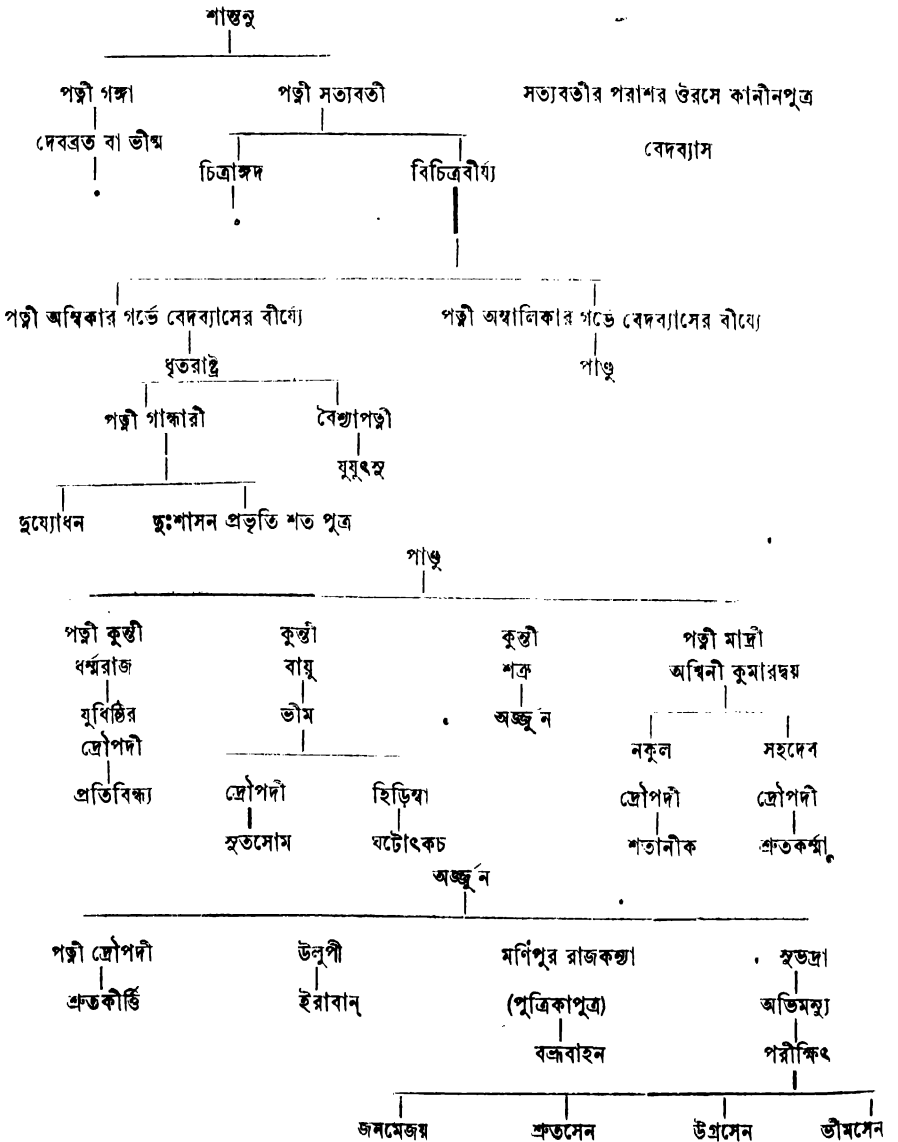 শান্তনু
পত্নী গঙ্গা পত্নী সত্যবতী সত্যবতীর পরাশর ঔরসে কানীনপুত্র
দেবব্রত বা ভীষ্ম বেদব্যাস
চিত্রাঙ্গদ বিচিত্রবীর্য্য
পত্নী অম্বিকার গর্ভে বেদব্যাসের বীর্য্যে পত্নী অম্বালিকার গর্ভে বেদব্যাসের বীর্য্যে
ধৃতরাষ্ট্র পাণ্ডু
পত্নী গান্ধারী বৈশ্যাপত্নী
যুযুৎসু
দুর্য্যোধন দুঃশাসন প্রভৃতি শত পুত্র
পাণ্ডু
পত্নী কুন্তী কুন্তী কুন্তী পত্নী মাদ্রী
ধর্ম্মরাজ বায়ু শক্র অশ্বিনী কুমারদ্বয়
যুধিষ্ঠির ভীম অর্জ্জুন
দ্রৌপদী নকুল সহদেব
প্রতিবিন্ধ্য দ্রৌপদী হিড়িম্বা দ্রৌপদী দ্রৌপদী
সুতসোম ঘটোৎকচ শতানীক শ্রুতকর্ম্মা
অর্জ্জুন
পত্নী দ্রৌপদী উলুপী মণিপুর রাজকন্যা সুভদ্রা
শ্রুতকীর্ত্তি ইরাবান্ (পুত্রিকাপুত্র) অভিমন্যু
বভ্রুবাহন পরীক্ষিৎ
জনমেজয় শ্রুতসেন উগ্রসেন ভীমসেন